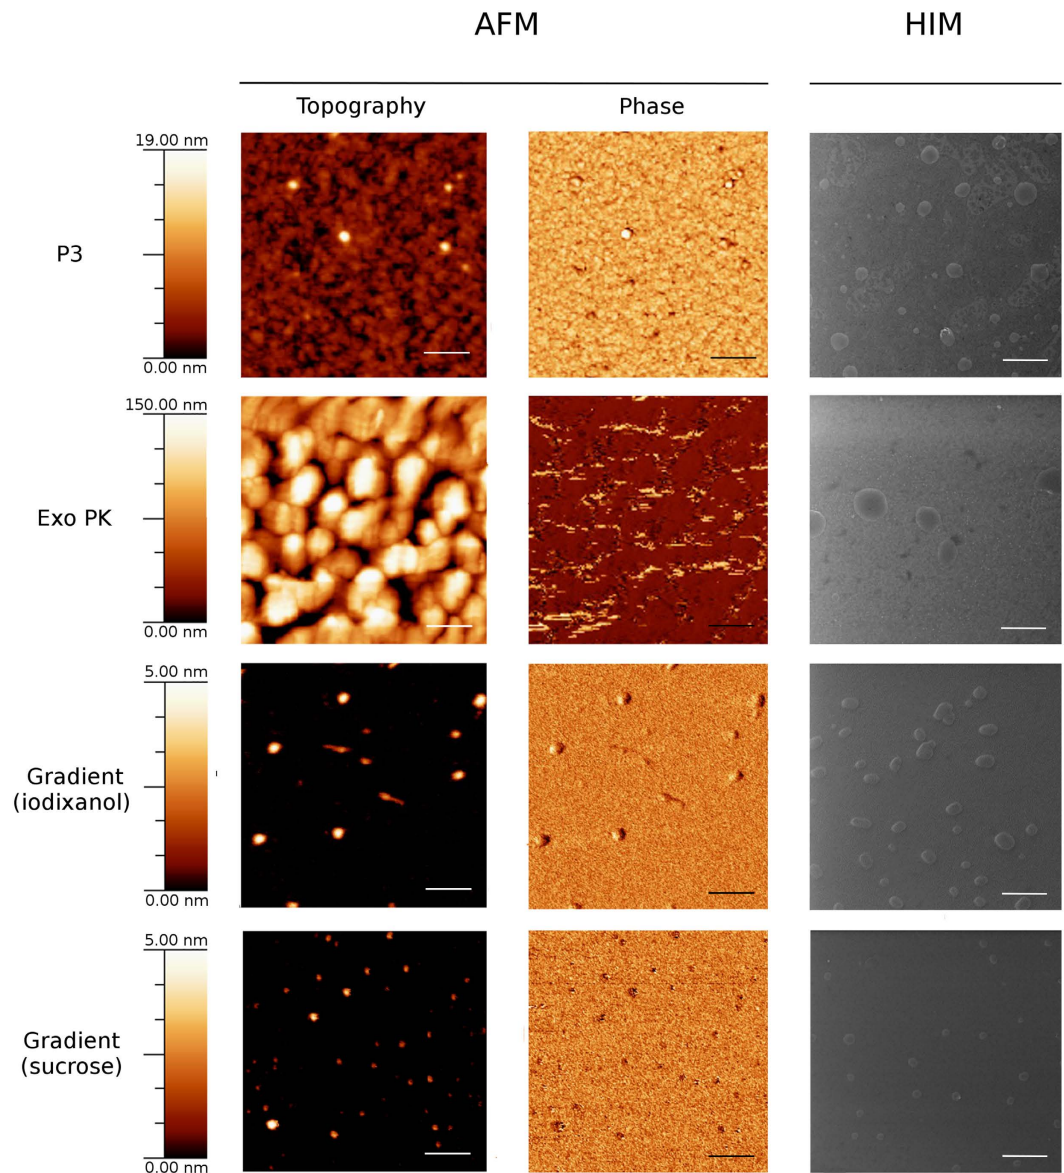 AFM
HIM
Topography
Phase
19.00 nm
P3
0.00 nm
150.00 nm
Exo PK
0.00 nm
5.00 nm
Gradient
(iodixanol)
0.00 nm
5.00 nm
Gradient
(sucrose)
0.00 nm